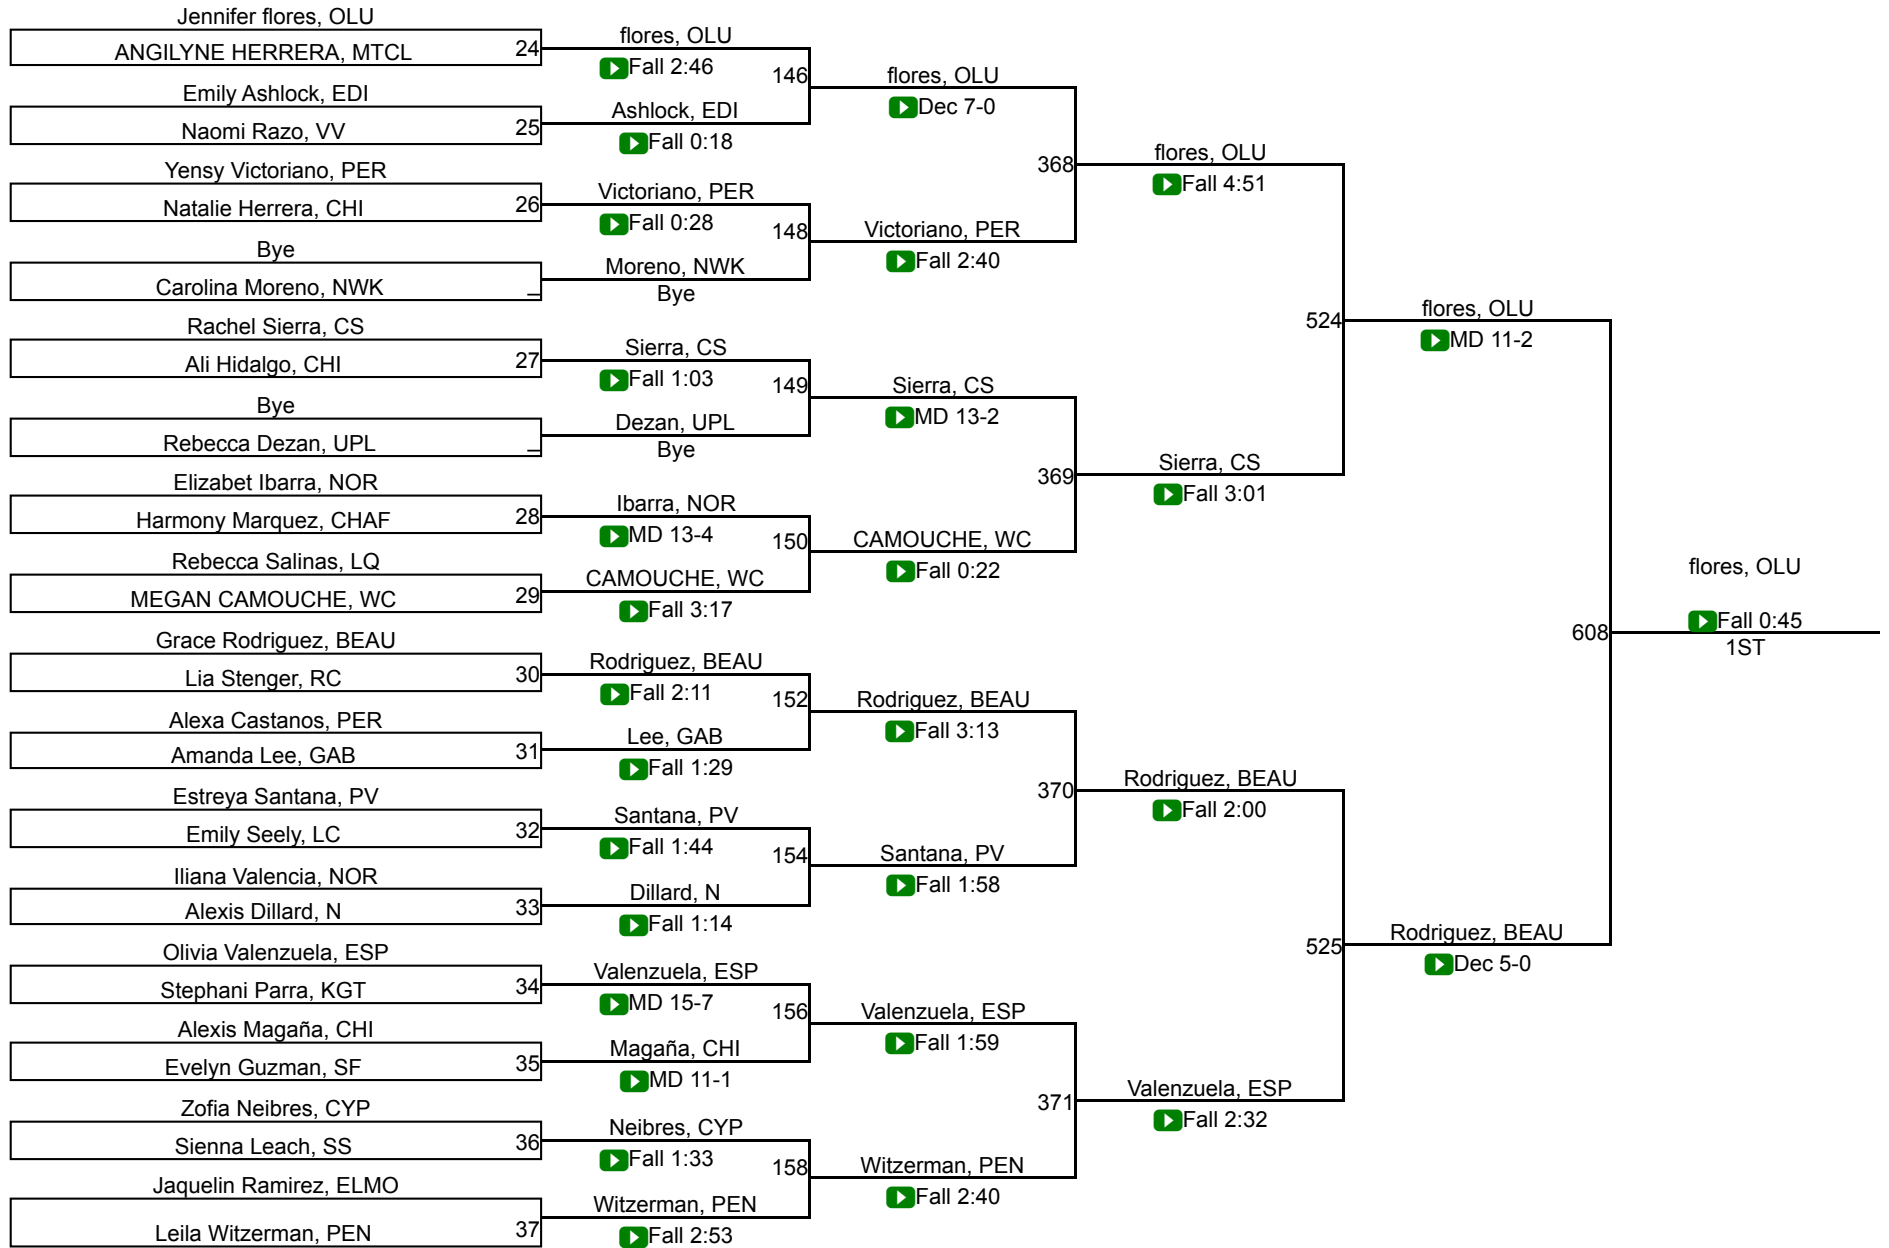 Jennifer flores, OLU
ANGILYNE HERRERA, MTCL 24
Emily Ashlock, EDI
Naomi Razo, VV 25
Yensy Victoriano, PER
Natalie Herrera, CHI 26
Bye
Carolina Moreno, NWK _
Rachel Sierra, CS
Ali Hidalgo, CHI 27
Bye
Rebecca Dezan, UPL _
Elizabet Ibarra, NOR
Harmony Marquez, CHAF 28
Rebecca Salinas, LQ
MEGAN CAMOUCHE, WC 29
Grace Rodriguez, BEAU
Lia Stenger, RC 30
Alexa Castanos, PER
Amanda Lee, GAB 31
Estreya Santana, PV
Emily Seely, LC 32
Iliana Valencia, NOR
Alexis Dillard, N 33
Olivia Valenzuela, ESP
Stephani Parra, KGT 34
Alexis Magaña, CHI
Evelyn Guzman, SF 35
Zofia Neibres, CYP
Sienna Leach, SS 36
Jaquelin Ramirez, ELMO
Leila Witzerman, PEN 37
flores, OLU
Fall 2:46
146
Ashlock, EDI
Fall 0:18
Victoriano, PER
Fall 0:28
148
Moreno, NWK
Bye
Sierra, CS
Fall 1:03
149
Dezan, UPL
Bye
Ibarra, NOR
MD 13-4
150
CAMOUCHE, WC
Fall 3:17
Rodriguez, BEAU
Fall 2:11
152
Lee, GAB
Fall 1:29
Santana, PV
Fall 1:44
154
Dillard, N
Fall 1:14
Valenzuela, ESP
MD 15-7
156
Magaña, CHI
MD 11-1
Neibres, CYP
Fall 1:33
158
Witzerman, PEN
Fall 2:53
flores, OLU
Dec 7-0
368
Victoriano, PER
Fall 2:40
Sierra, CS
MD 13-2
369
CAMOUCHE, WC
Fall 0:22
Rodriguez, BEAU
Fall 3:13
370
Santana, PV
Fall 1:58
Valenzuela, ESP
Fall 1:59
371
Witzerman, PEN
Fall 2:40
flores, OLU
Fall 4:51
524
Sierra, CS
Fall 3:01
Rodriguez, BEAU
Fall 2:00
525
Valenzuela, ESP
Fall 2:32
flores, OLU
MD 11-2
608
Rodriguez, BEAU
Dec 5-0
flores, OLU
Fall 0:45
1ST